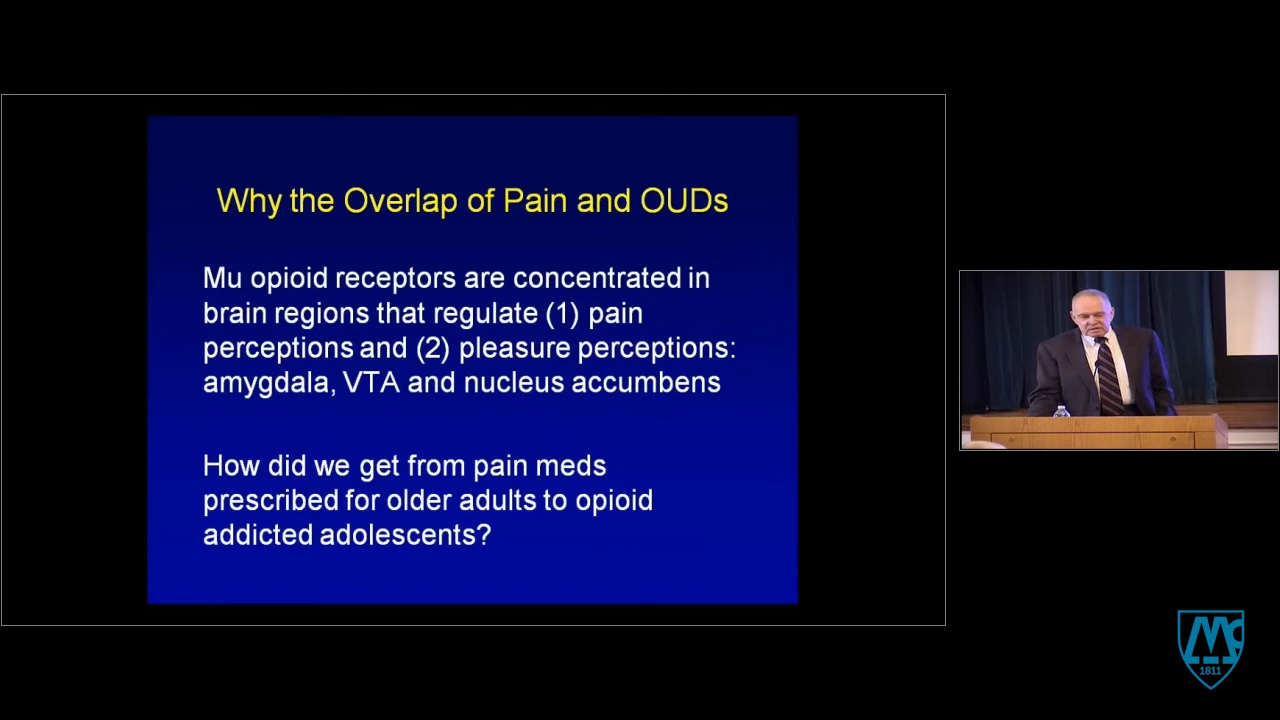 Why the Overlap of Pain and OUDs
Mu opioid receptors are concentrated in
brain regions that regulate (1) pain
perceptions and (2) pleasure perceptions:
amygdala, VTA and nucleus accumbens
How did we get from pain meds
prescribed for older adults to opioid
addicted adolescents?
Mc
1811